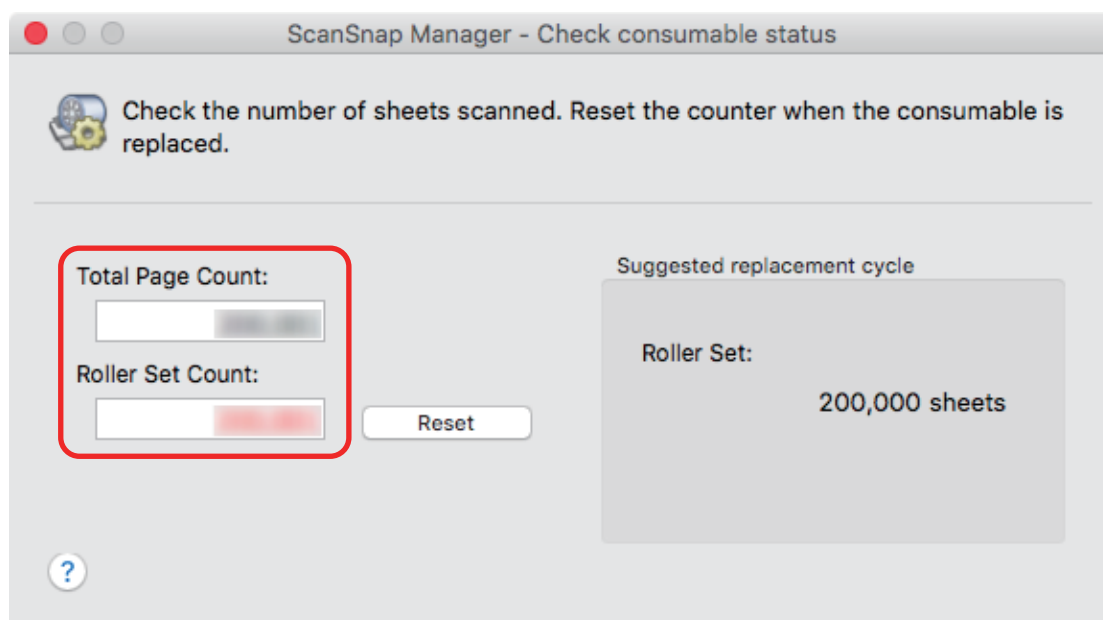 ScanSnap Manager - Check consumable status
Check the number of sheets scanned. Reset the counter when the consumable is
replaced.
Total Page Count:
Suggested replacement cycle
Roller Set Count:
Roller Set:
200,000 sheets
Reset
?